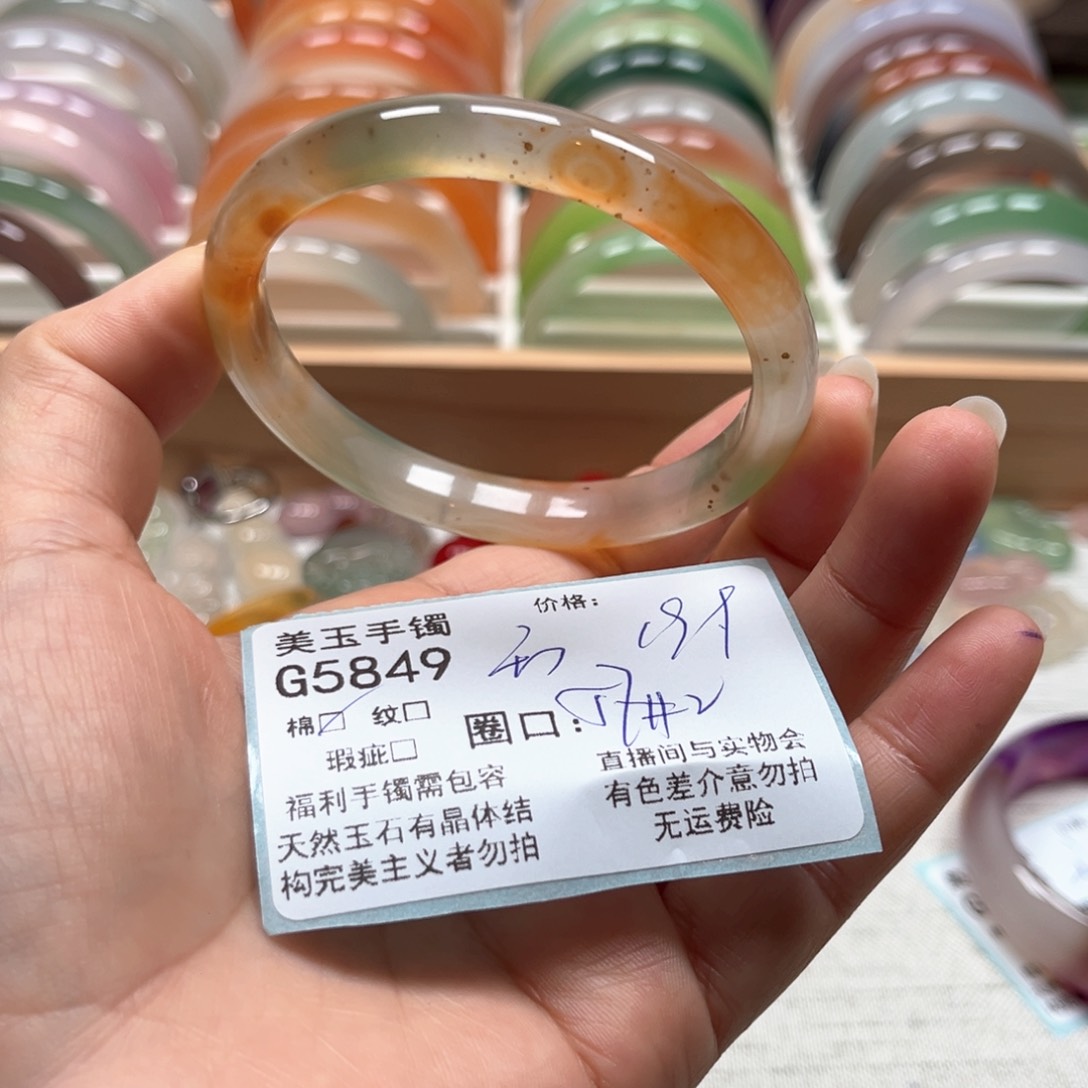 价格:
美玉手镯
G5849
棉□ 纹□
圈口:
瑕疵□
福利手镯需包容
天然玉石有晶体结
构完美主义者勿拍
直播间与实物会
有色差介意勿拍
无运费险